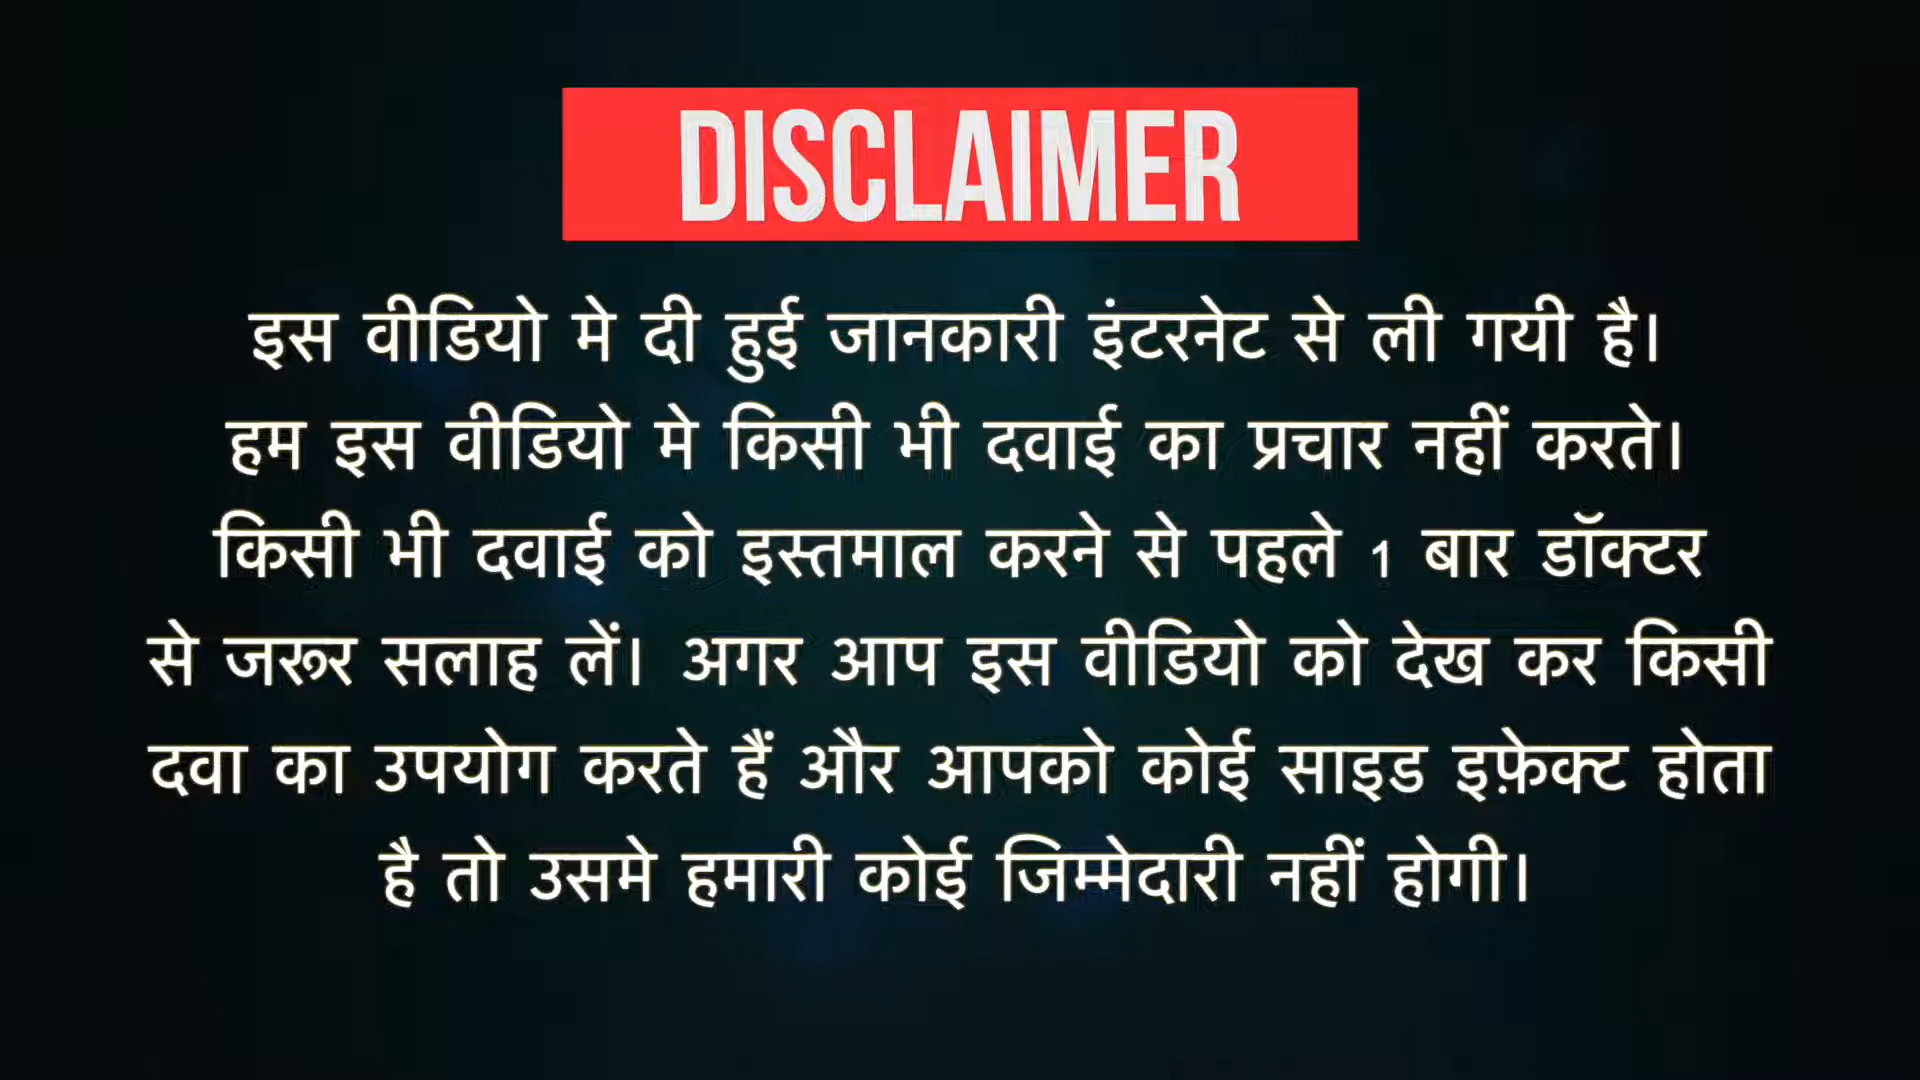 DISCLAIMER
इस वीडियो मे दी हुई जानकारी इंटरनेट से ली गयी है।
हम इस वीडियो मे किसी भी दवाई का प्रचार नहीं करते।
किसी भी दवाई को इस्तमाल करने से पहले 1 बार डॉक्टर
से जरूर सलाह लें। अगर आप इस वीडियो को देख कर किसी
दवा का उपयोग करते हैं और आपको कोई साइड इफ़ेक्ट होता
है तो उसमे हमारी कोई जिम्मेदारी नहीं होगी।